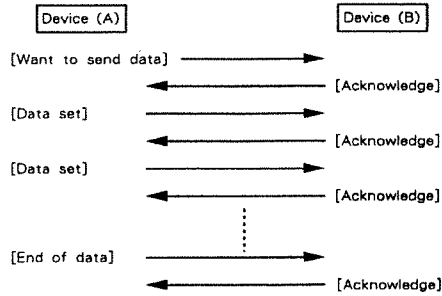 Device (A) Device (B)
[Want to send data]
[Acknowledge]
[Data set]
[Acknowledge]
[Data set]
[Acknowledge]
[End of data]
[Acknowledge]